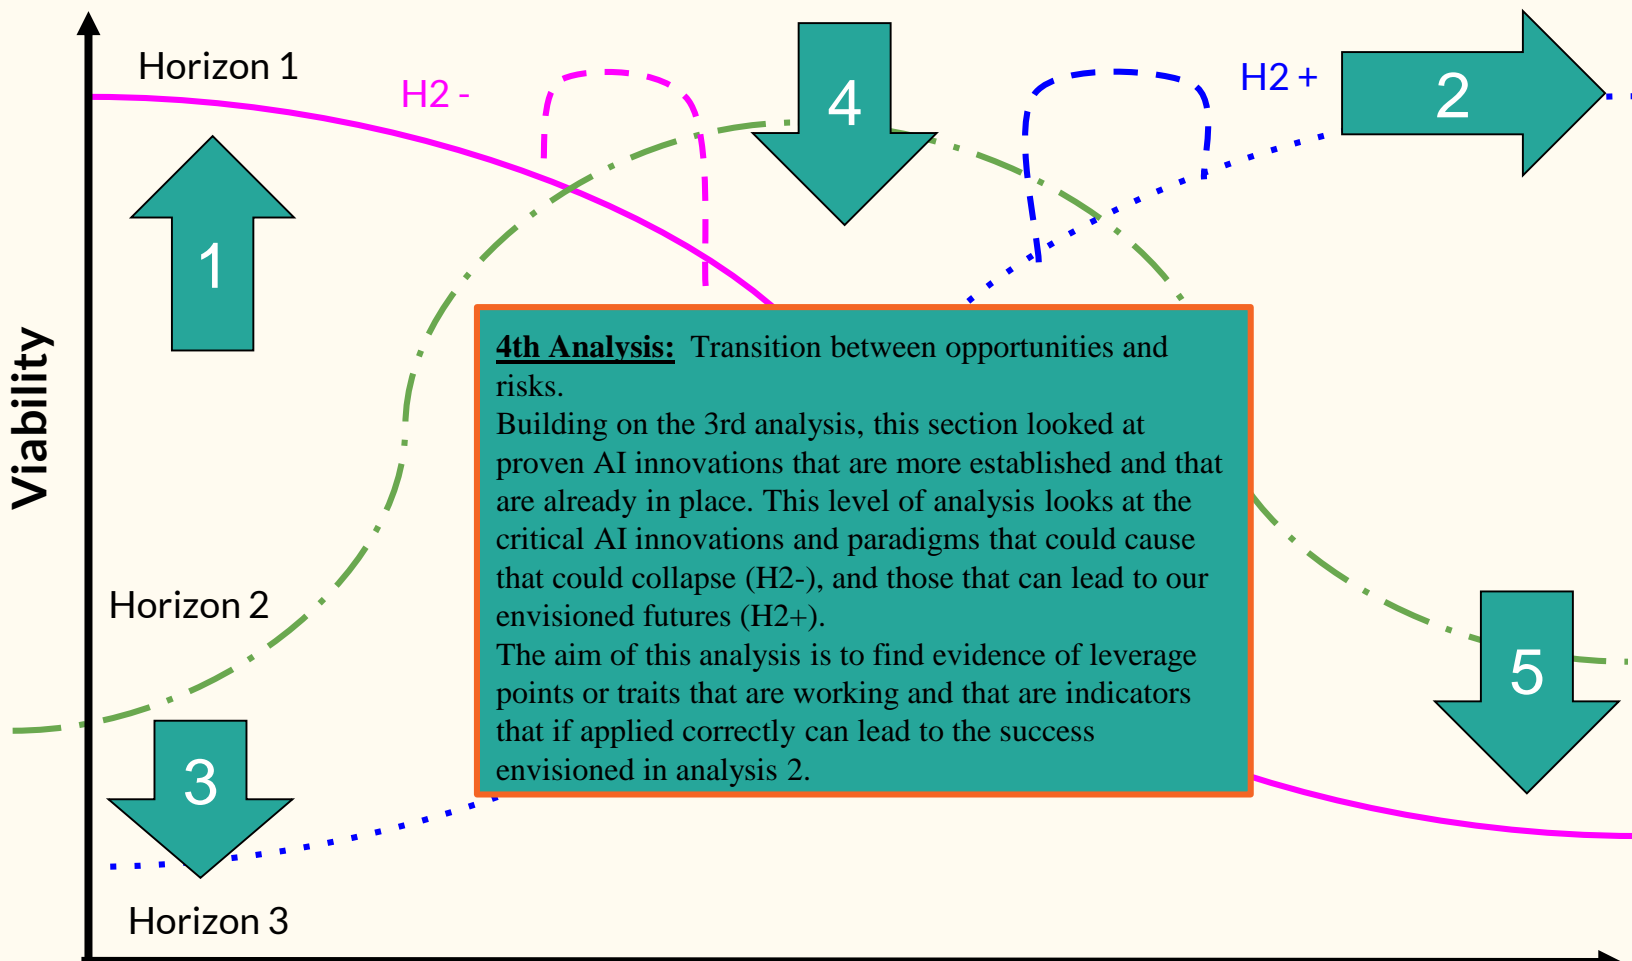 Horizon 1
H2 -
4
H2 +
2
1
Viability
4th Analysis: Transition between opportunities and
risks.
Building on the 3rd analysis, this section looked at
proven AI innovations that are more established and that
are already in place. This level of analysis looks at the
critical AI innovations and paradigms that could cause
that could collapse (H2-), and those that can lead to our
envisioned futures (H2+).
The aim of this analysis is to find evidence of leverage
points or traits that are working and that are indicators
that if applied correctly can lead to the success
envisioned in analysis 2.
Horizon 2
5
3
Horizon 3